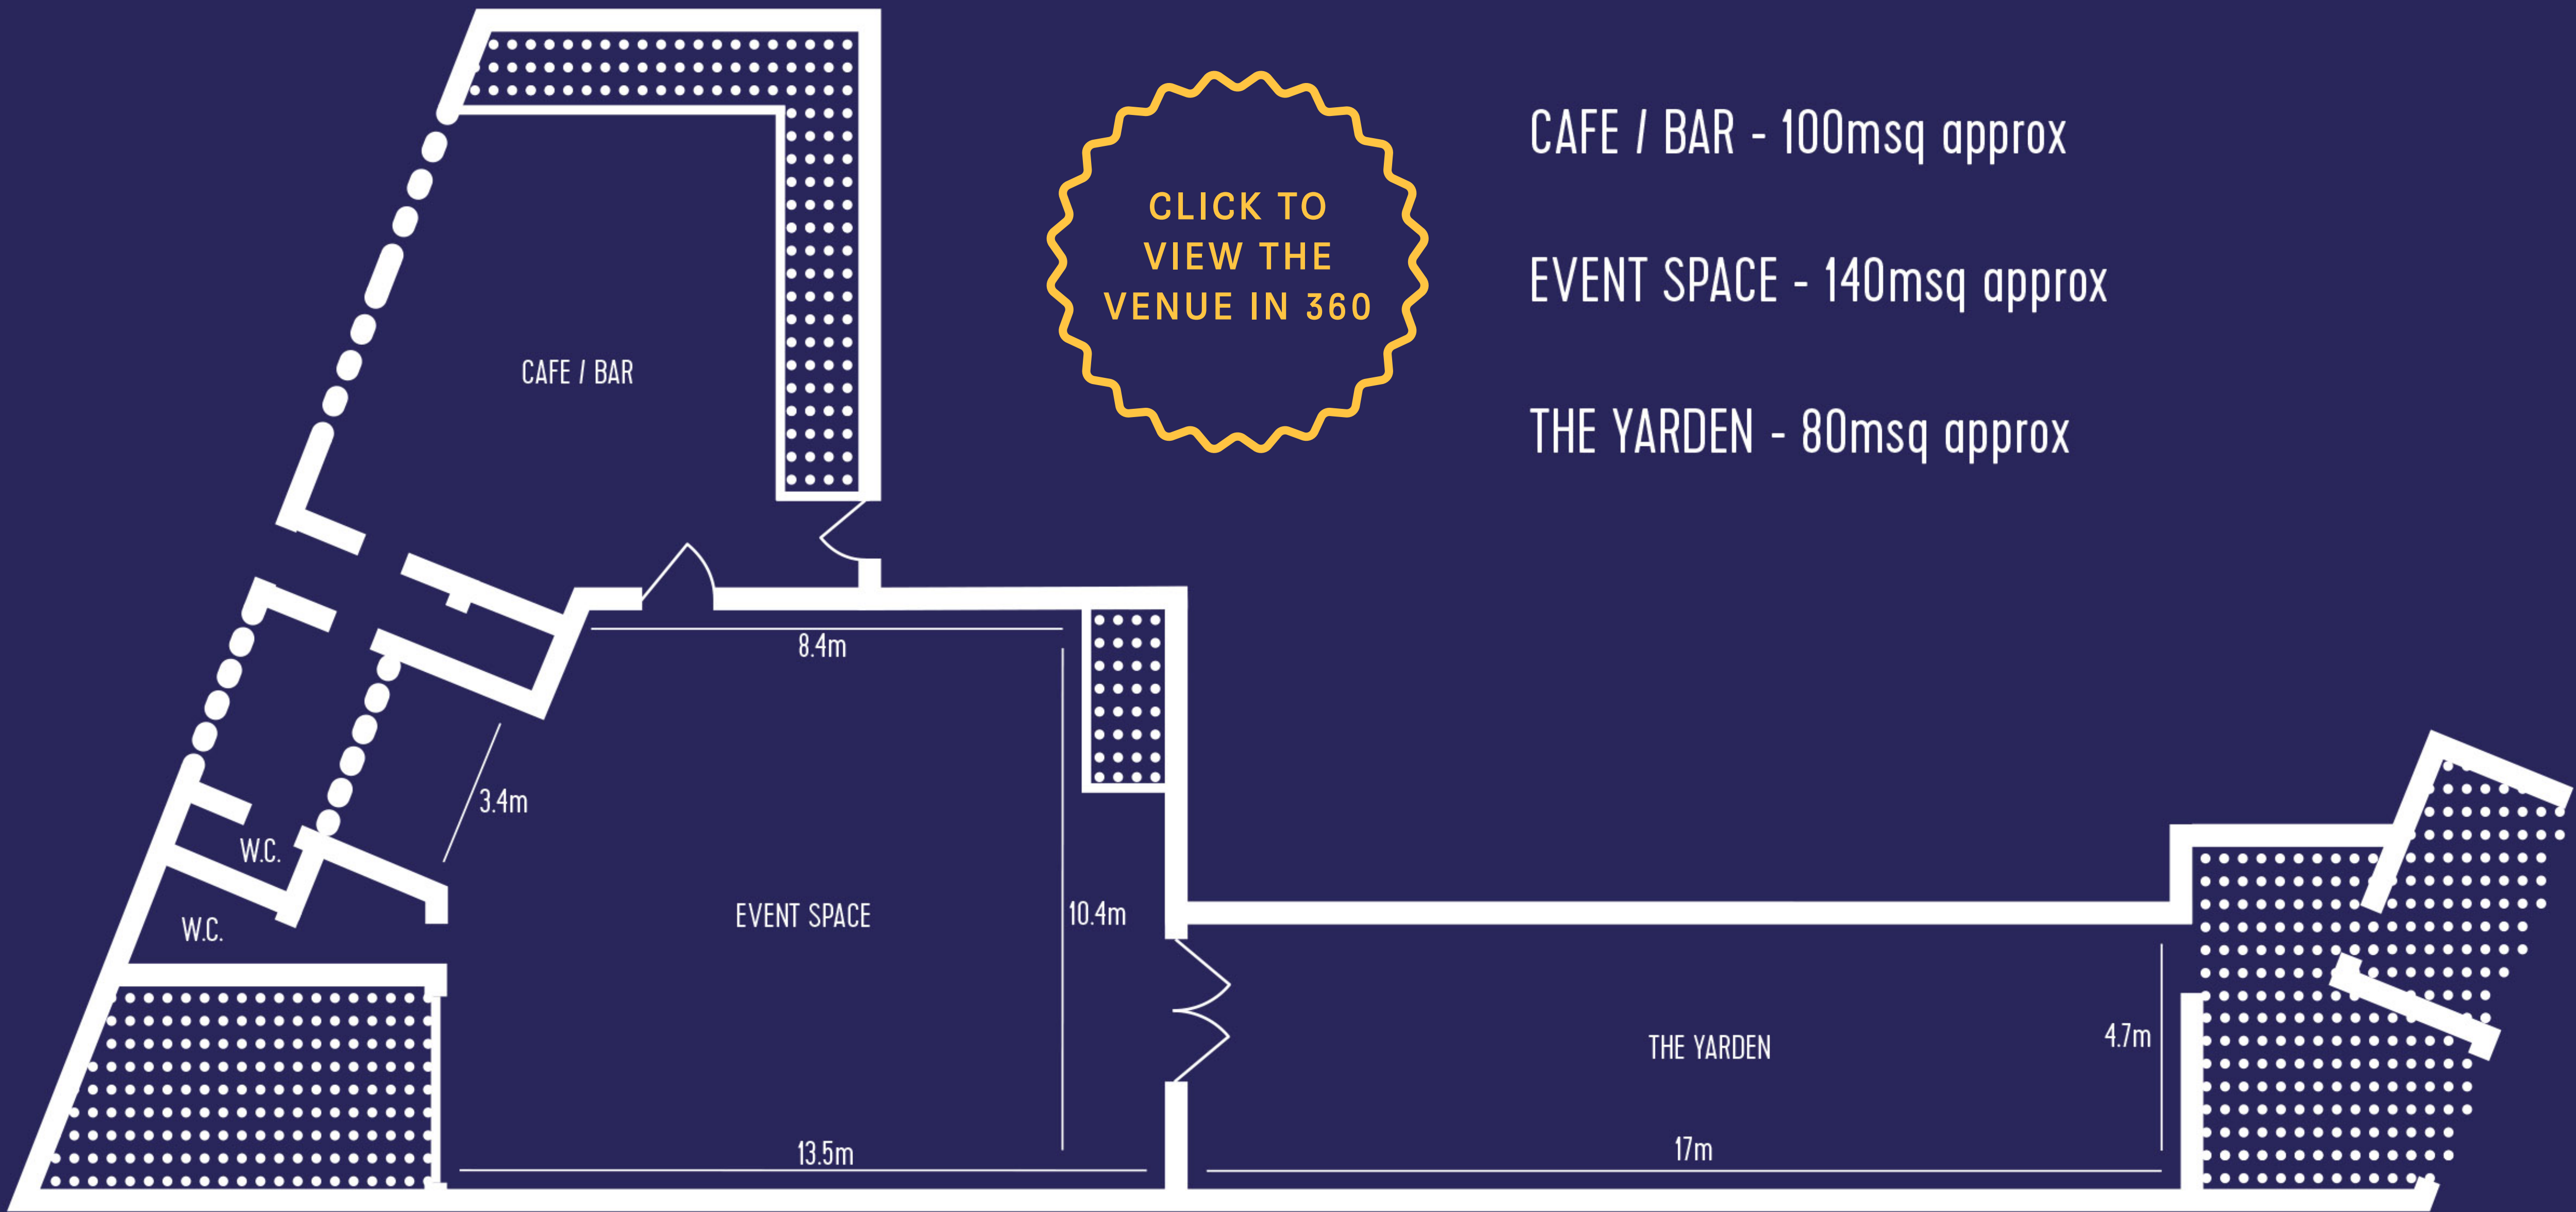 CLICK TO
VIEW THE
VENUE IN 360
CAFE / BAR - 100msq approx
EVENT SPACE - 140msq approx
THE YARDEN - 80msq approx
CAFE / BAR
8.4m
3.4m
W.C.
W.C.
EVENT SPACE
10.4m
13.5m
THE YARDEN
4.7m
17m